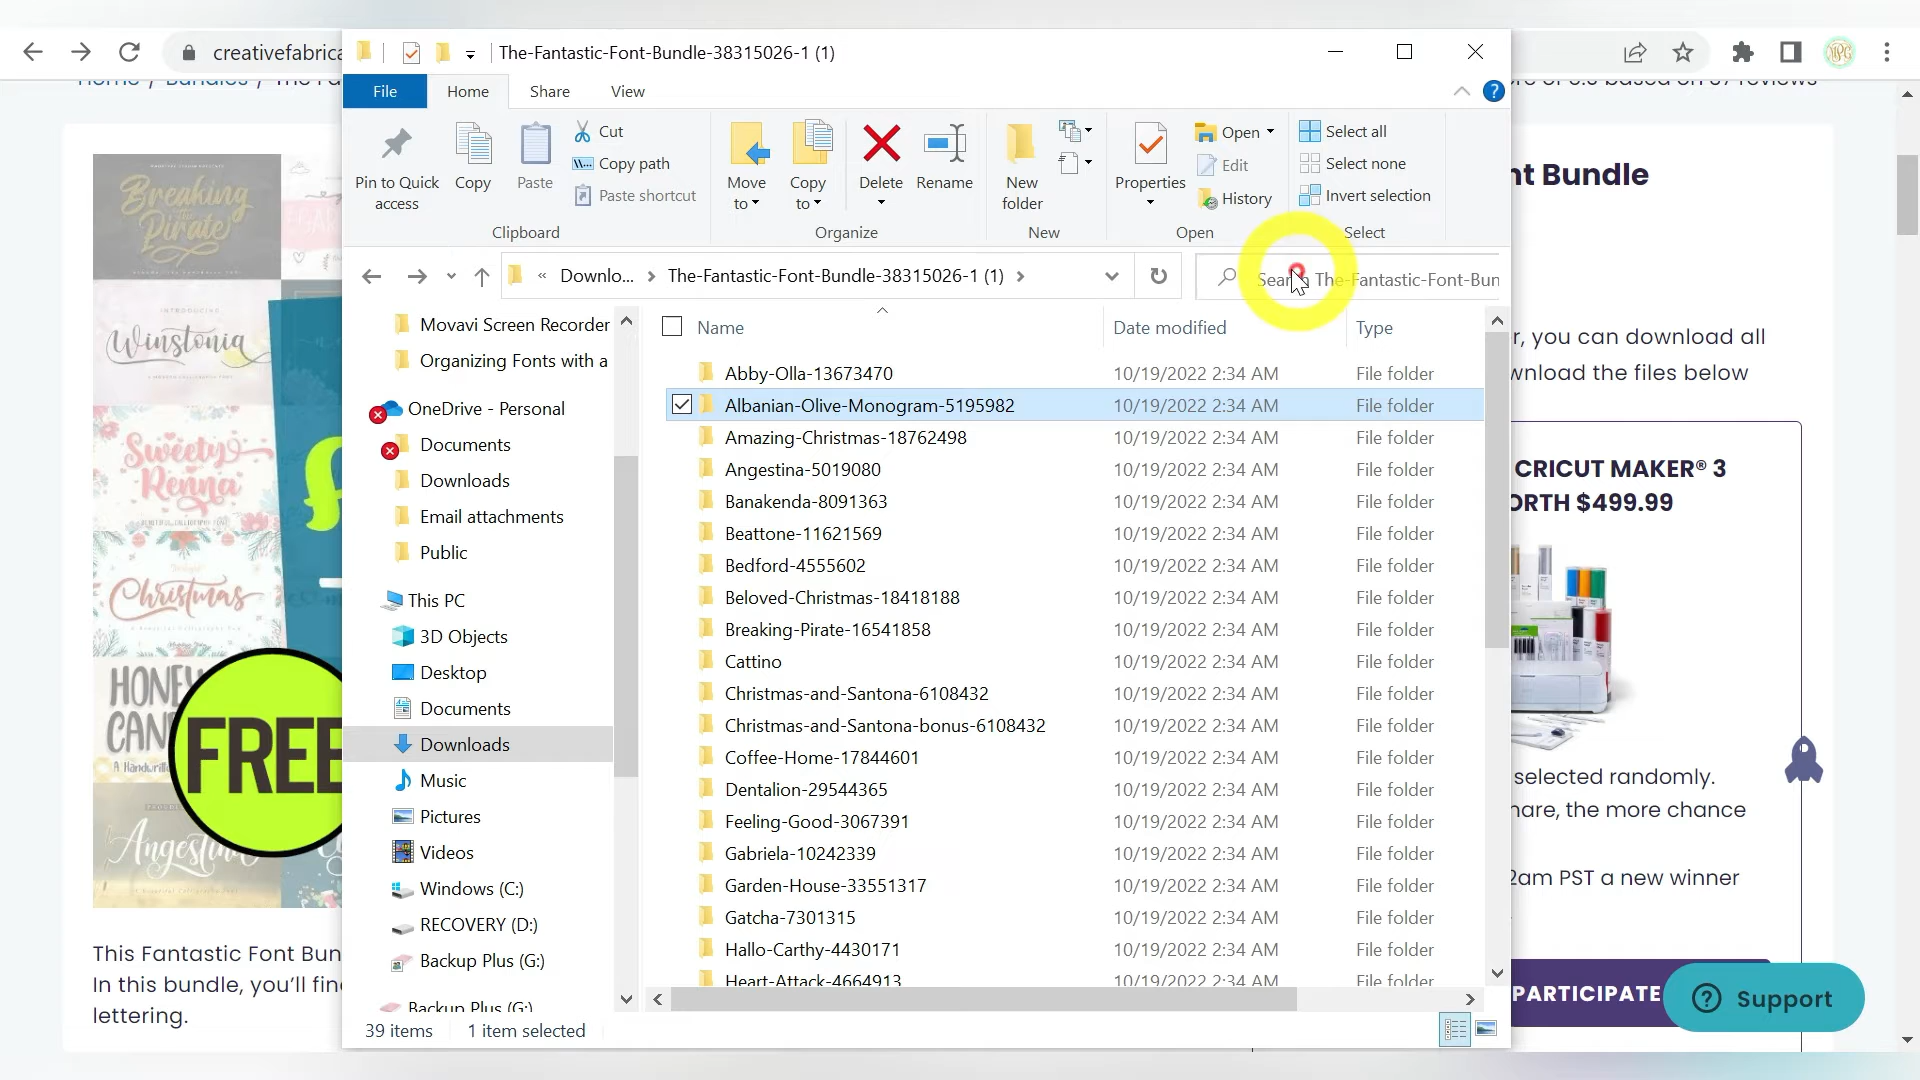 creativefabrica
The-Fantastic-Font-Bundle-38315026-1 (1)
Home / Bundles /
based on 37 reviews
File
Home
Share
View
Pin to Quick access
Copy
Paste
Cut
Copy path
Paste shortcut
Clipboard
Move to
Copy to
Delete
Rename
Organize
New folder
New
Properties
Open
Edit
History
Open
Select all
Select none
Invert selection
Select
« Downlo... > The-Fantastic-Font-Bundle-38315026-1 (1) >
Search The-Fantastic-Font-Bun
Movavi Screen Recorder
Organizing Fonts with a
OneDrive - Personal
Documents
Downloads
Email attachments
Public
This PC
3D Objects
Desktop
Documents
Downloads
Music
Pictures
Videos
Windows (C:)
RECOVERY (D:)
Backup Plus (G:)
Backup Plus (G:)
Name Date modified Type
Abby-Olla-13673470 10/19/2022 2:34 AM File folder
Albanian-Olive-Monogram-5195982 10/19/2022 2:34 AM File folder
Amazing-Christmas-18762498 10/19/2022 2:34 AM File folder
Angestina-5019080 10/19/2022 2:34 AM File folder
Banakenda-8091363 10/19/2022 2:34 AM File folder
Beattone-11621569 10/19/2022 2:34 AM File folder
Bedford-4555602 10/19/2022 2:34 AM File folder
Beloved-Christmas-18418188 10/19/2022 2:34 AM File folder
Breaking-Pirate-16541858 10/19/2022 2:34 AM File folder
Cattino 10/19/2022 2:34 AM File folder
Christmas-and-Santona-6108432 10/19/2022 2:34 AM File folder
Christmas-and-Santona-bonus-6108432 10/19/2022 2:34 AM File folder
Coffee-Home-17844601 10/19/2022 2:34 AM File folder
Dentalion-29544365 10/19/2022 2:34 AM File folder
Feeling-Good-3067391 10/19/2022 2:34 AM File folder
Gabriela-10242339 10/19/2022 2:34 AM File folder
Garden-House-33551317 10/19/2022 2:34 AM File folder
Gatcha-7301315 10/19/2022 2:34 AM File folder
Hallo-Carthy-4430171 10/19/2022 2:34 AM File folder
Heart-Attack-4664913 10/19/2022 2:34 AM File folder
39 items 1 item selected
Breaking
the
Pirate
INTRODUCING
Winstonia
Sweety
Renna
Christmas
HONEY
CAN
FREE
Angestina
This Fantastic Font Bun
In this bundle, you'll fin
lettering.
nt Bundle
r, you can download all
wnload the files below
CRICUT MAKER® 3
ORTH $499.99
selected randomly.
hare, the more chance
2am PST a new winner
PARTICIPATE
Support